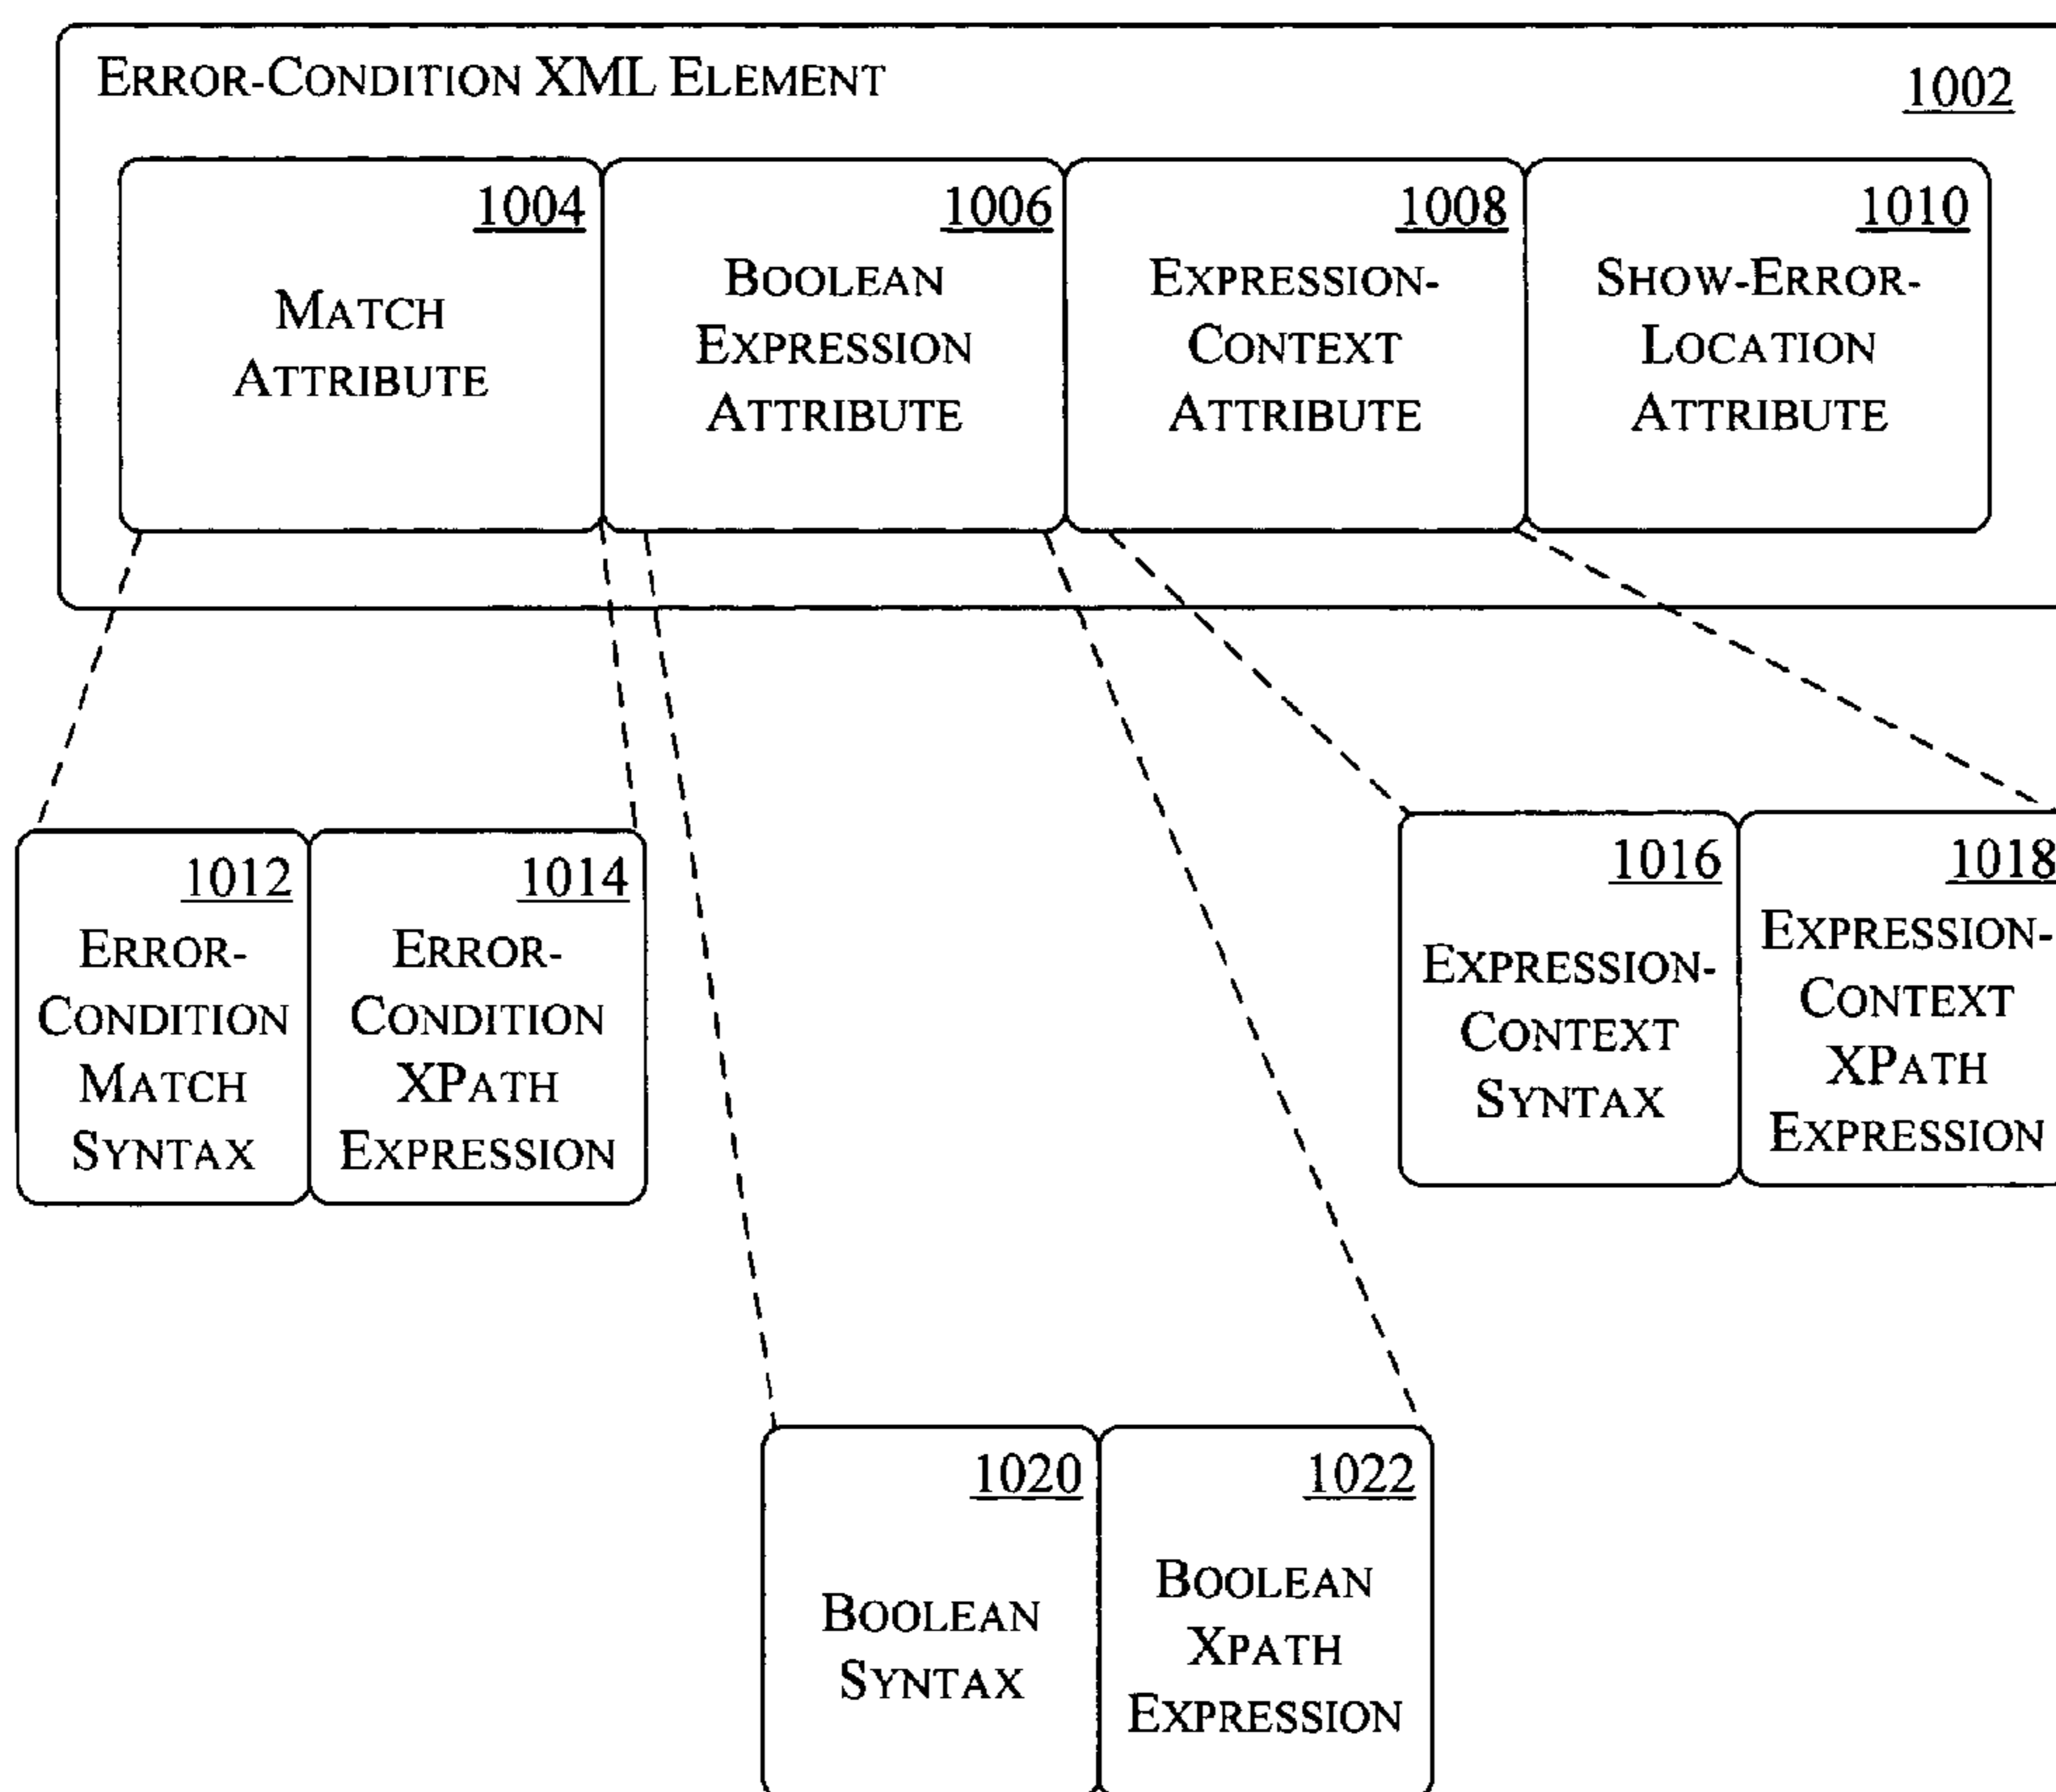 ERROR-CONDITION XML ELEMENT
1002
1004
MATCH
ATTRIBUTE
1006
BOOLEAN
EXPRESSION
ATTRIBUTE
1008
EXPRESSION-
CONTEXT
ATTRIBUTE
1010
SHOW-ERROR-
LOCATION
ATTRIBUTE
1012
ERROR-
CONDITION
MATCH
SYNTAX
1014
ERROR-
CONDITION
XPATH
EXPRESSION
1016
EXPRESSION-
CONTEXT
SYNTAX
1018
EXPRESSION-
CONTEXT
XPATH
EXPRESSION
1020
BOOLEAN
SYNTAX
1022
BOOLEAN
XPATH
EXPRESSION